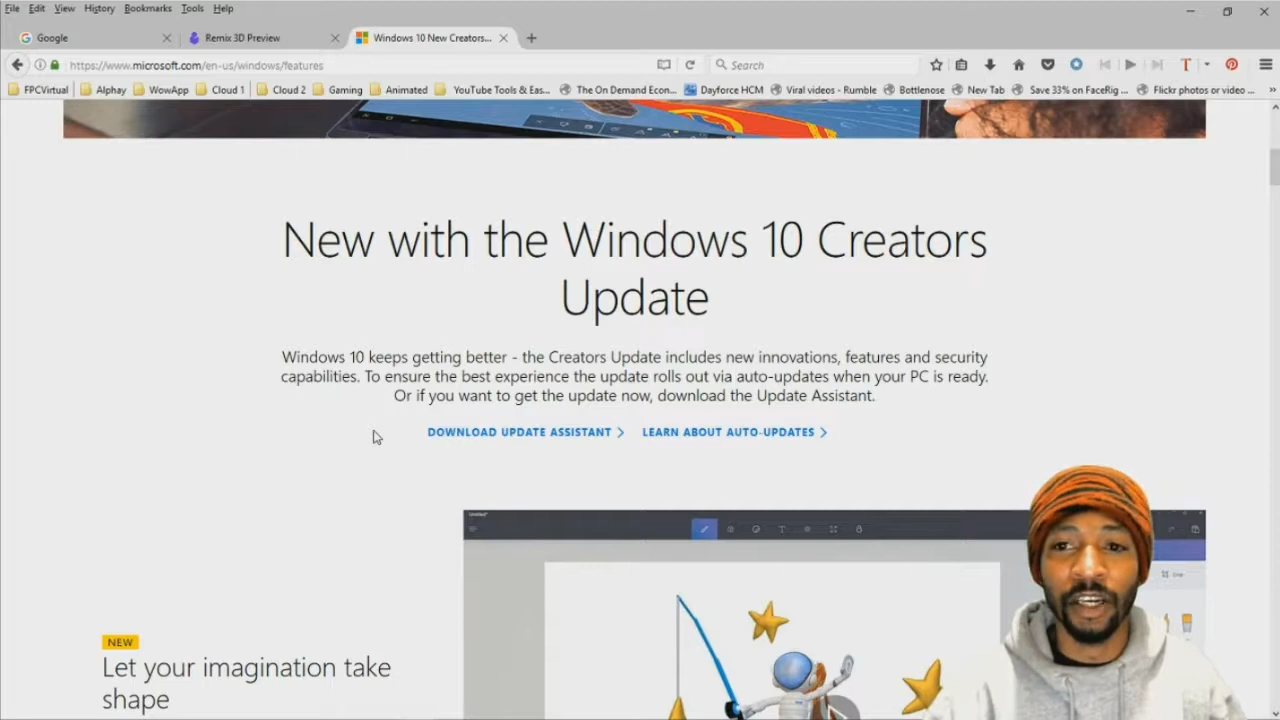 File Edit View History Bookmarks Tools Help
Google
Remix 3D Preview
Windows 10 New Creators...
https://www.microsoft.com/en-us/windows/features
Search
FPCVirtual Alphay WowApp Cloud 1 Cloud 2 Gaming Animated YouTube Tools & Eas... The On Demand Econ... Dayforce HCM Viral videos - Rumble Bottlenose New Tab Save 33% on FaceRig ... Flickr photos or video ...
New with the Windows 10 Creators
Update
Windows 10 keeps getting better - the Creators Update includes new innovations, features and security
capabilities. To ensure the best experience the update rolls out via auto-updates when your PC is ready.
Or if you want to get the update now, download the Update Assistant.
DOWNLOAD UPDATE ASSISTANT > LEARN ABOUT AUTO-UPDATES >
NEW
Let your imagination take
shape